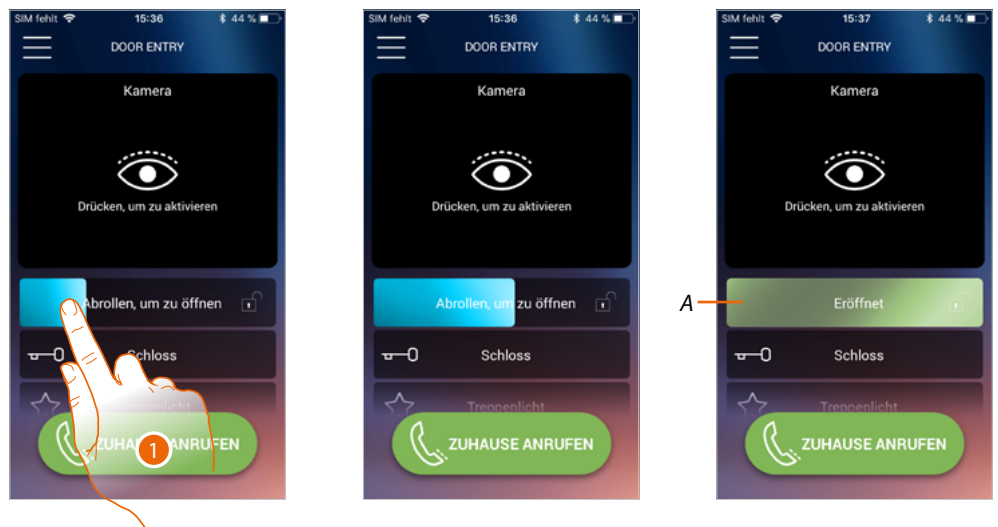 SIM fehlt 15:36 44 %
DOOR ENTRY
Kamera
Drücken, um zu aktivieren
Abrollen, um zu öffnen
Schloss
Treppenlicht
1
ZUHAUSE ANRUFEN
SIM fehlt 15:36 44 %
DOOR ENTRY
Kamera
Drücken, um zu aktivieren
Abrollen, um zu öffnen
Schloss
Treppenlicht
ZUHAUSE ANRUFEN
SIM fehlt 15:37 44 %
DOOR ENTRY
Kamera
Drücken, um zu aktivieren
A
Eröffnet
Schloss
Treppenlicht
ZUHAUSE ANRUFEN